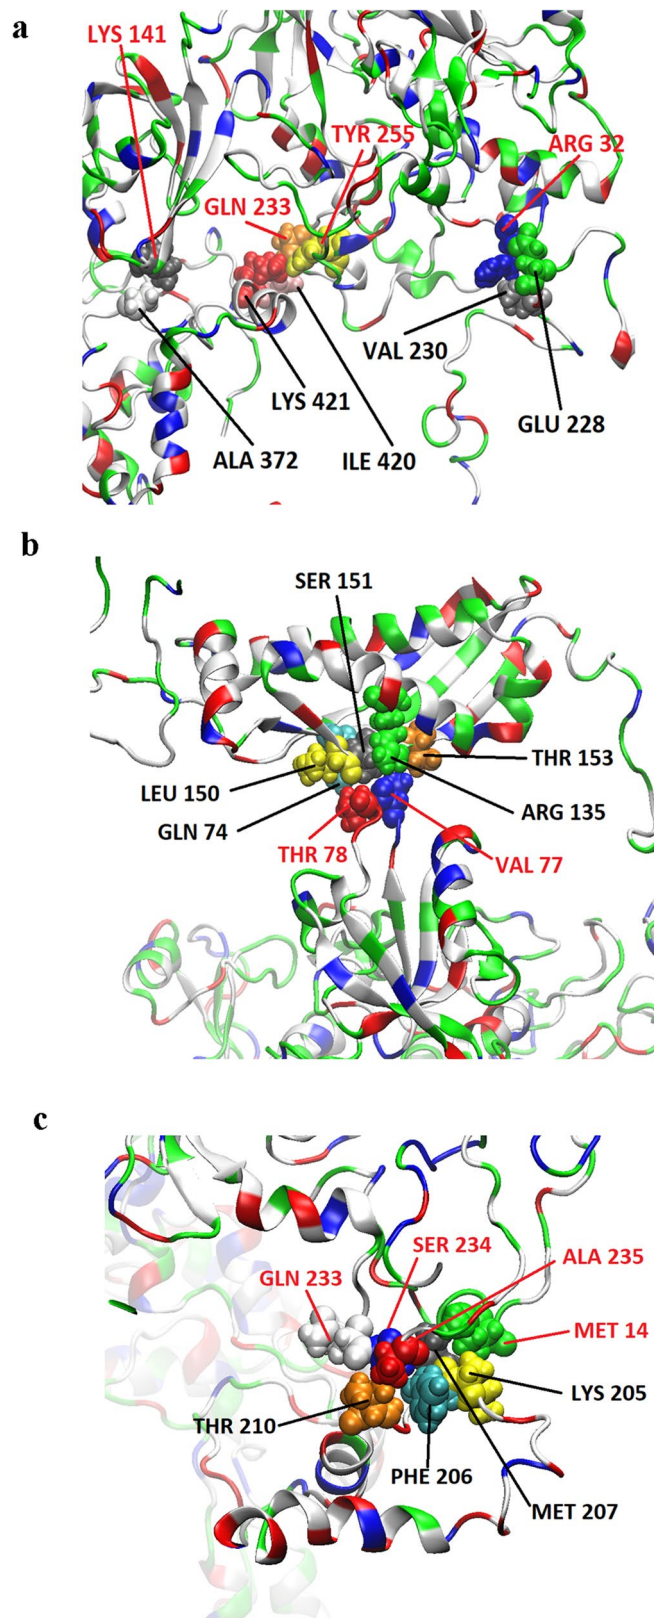 a
LYS 141
TYR 255
ARG 32
GLN 233
VAL 230
LYS 421
GLU 228
ALA 372
ILE 420
b
SER 151
THR 153
LEU 150
ARG 135
GLN 74
THR 78
VAL 77
c
SER 234
ALA 235
GLN 233
MET 14
LYS 205
THR 210
PHE 206
MET 207